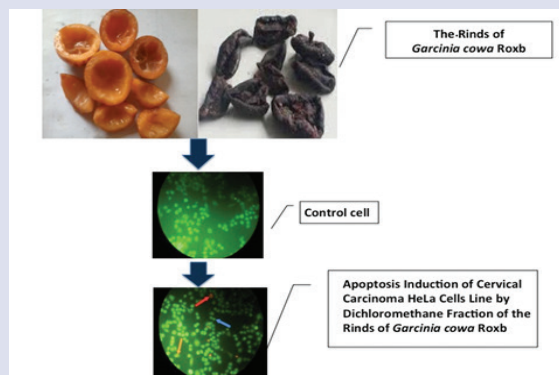 The-Rinds of
Garcinia cowa Roxb
Control cell
Apoptosis Induction of Cervical
Carcinoma HeLa Cells Line by
Dichloromethane Fraction of the
Rinds of Garcinia cowa Roxb